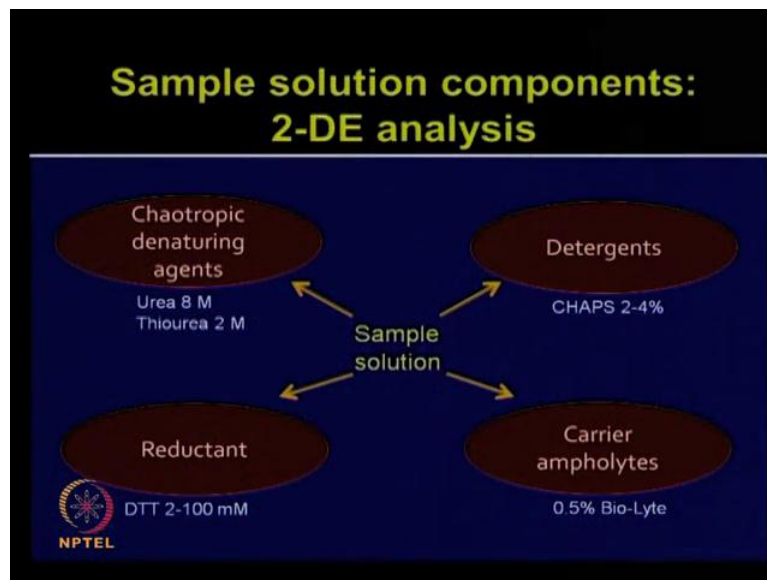 Sample solution components:
2-DE analysis
Chaotropic
denaturing
agents
Urea 8 M
Thiourea 2 M
Detergents
CHAPS 2-4%
Sample
solution
Reductant
DTT 2-100 mM
Carrier
ampholytes
0.5% Bio-Lyte
NPTEL